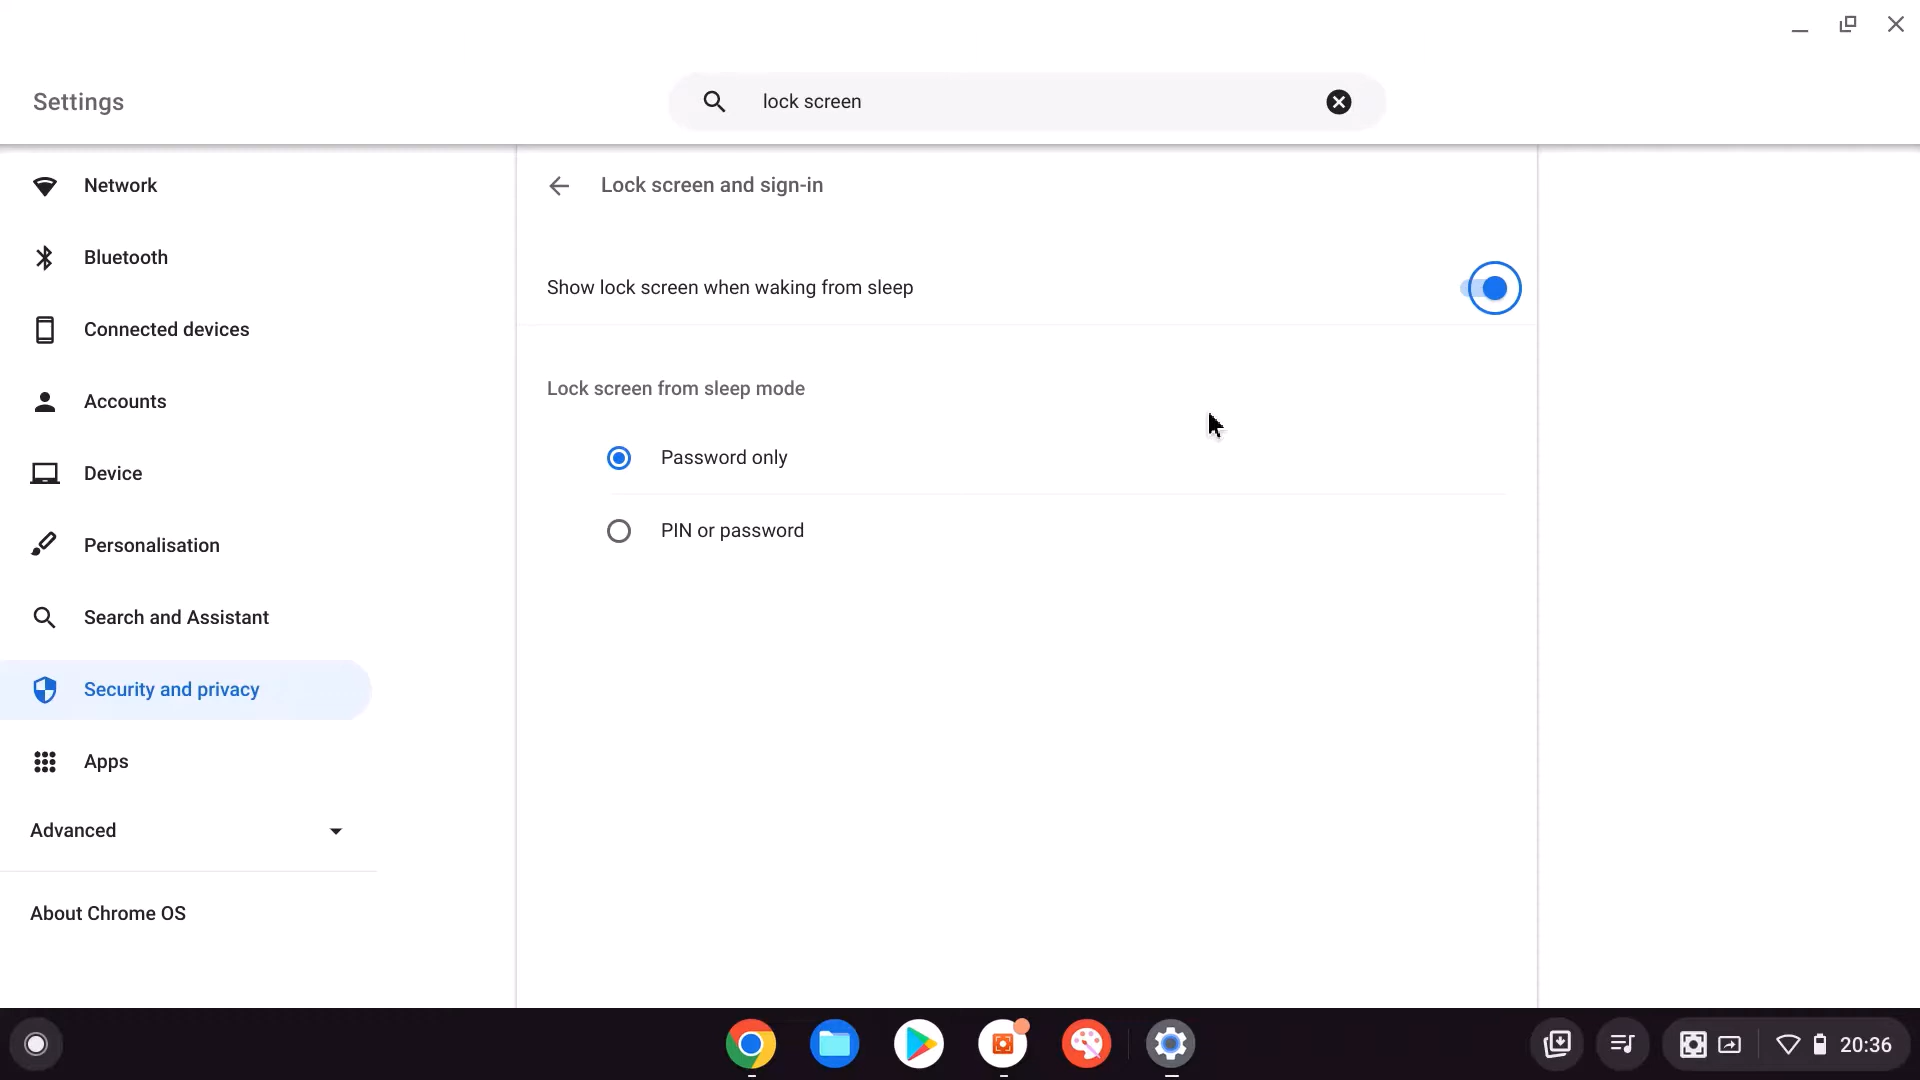 Settings
lock screen
Network
Bluetooth
Connected devices
Accounts
Device
Personalisation
Search and Assistant
Security and privacy
Apps
Advanced
About Chrome OS
Lock screen and sign-in
Show lock screen when waking from sleep
Lock screen from sleep mode
Password only
PIN or password
20:36